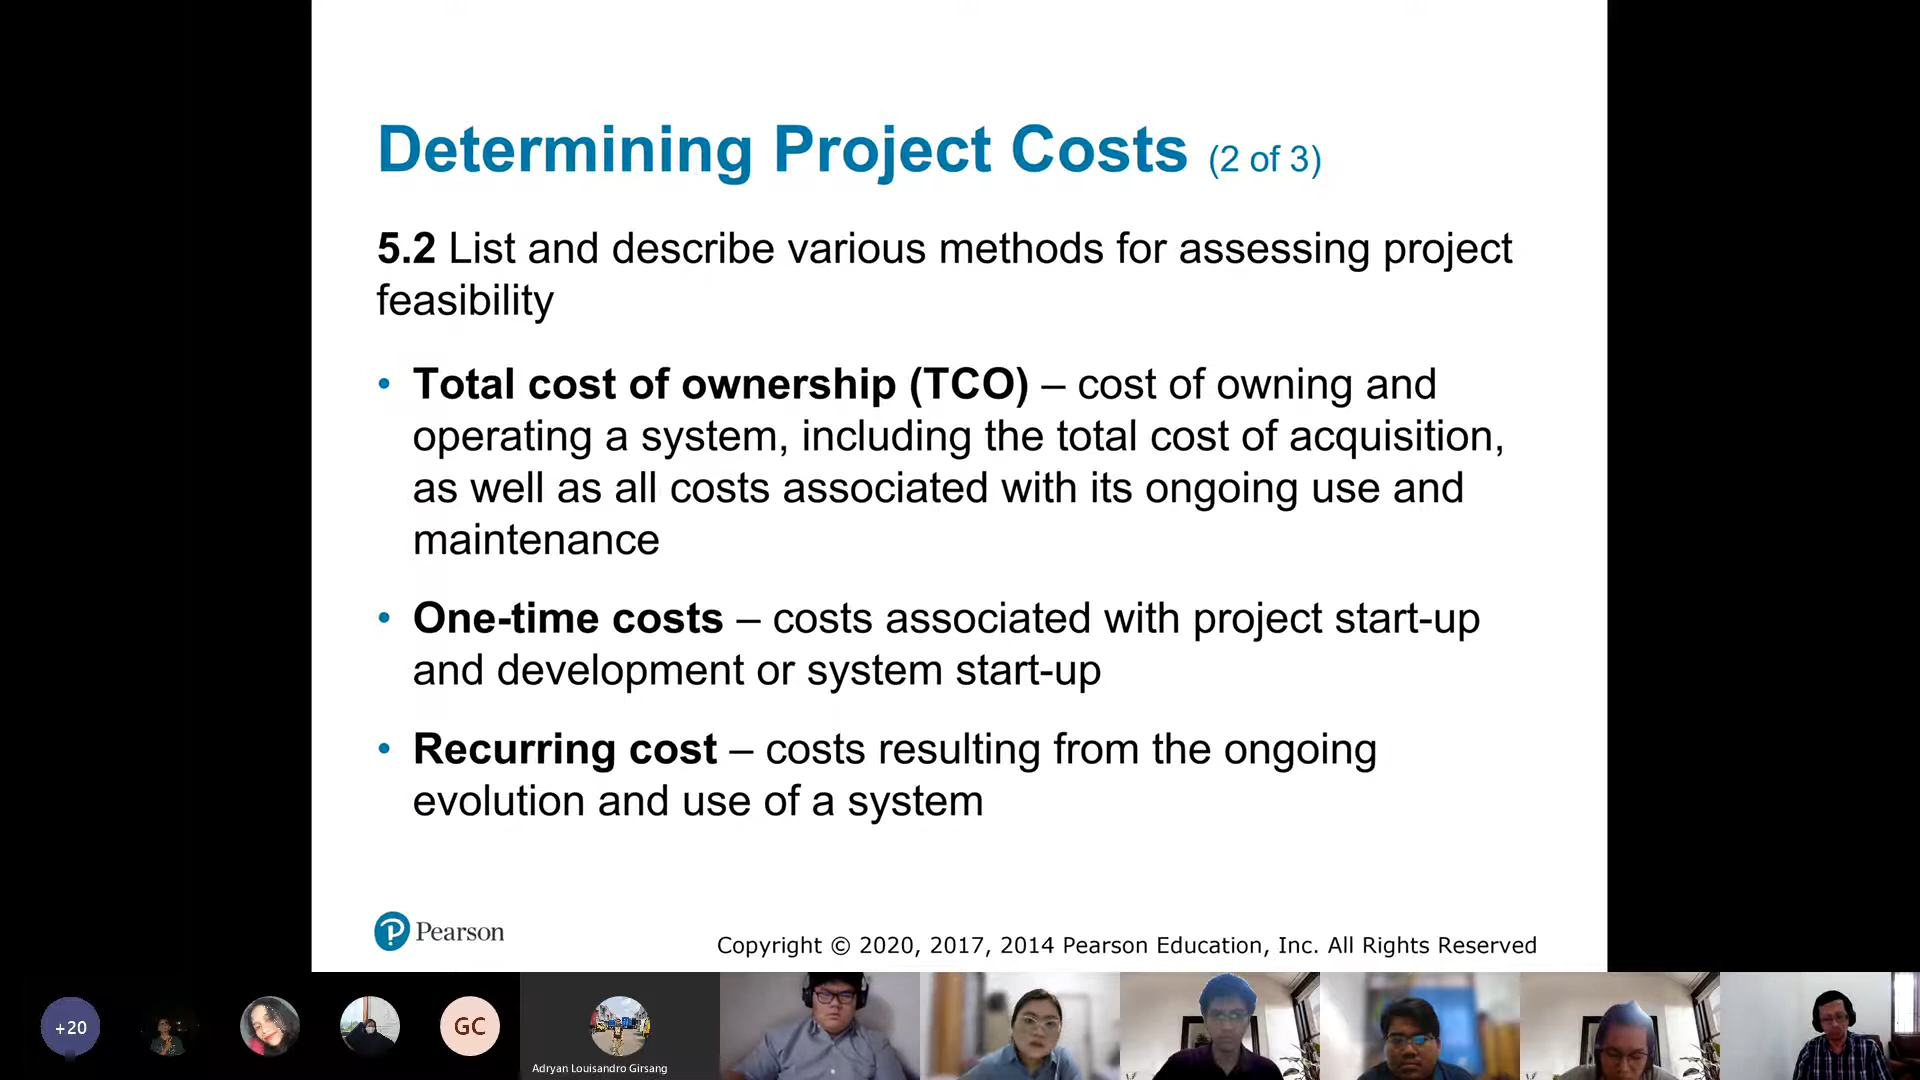 Determining Project Costs (2 of 3)
5.2 List and describe various methods for assessing project
feasibility
• Total cost of ownership (TCO) – cost of owning and
operating a system, including the total cost of acquisition,
as well as all costs associated with its ongoing use and
maintenance
• One-time costs – costs associated with project start-up
and development or system start-up
• Recurring cost – costs resulting from the ongoing
evolution and use of a system
Pearson
Copyright © 2020, 2017, 2014 Pearson Education, Inc. All Rights Reserved
+20
GC
Adryan Louisandro Girsang